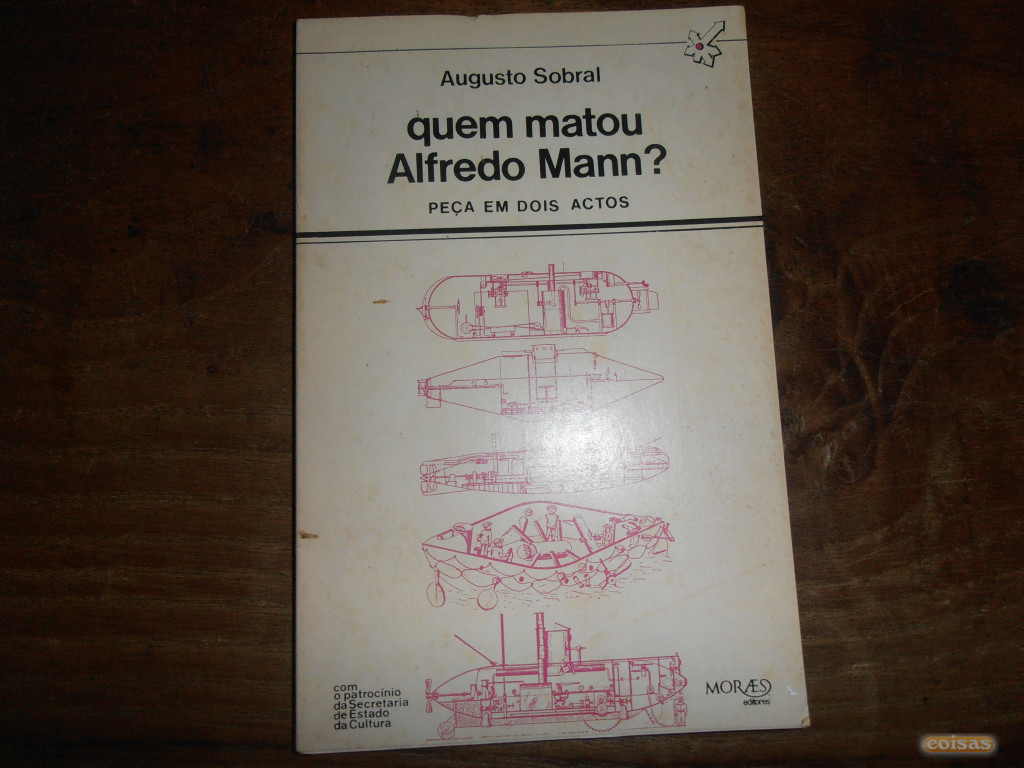 Augusto Sobral
quem matou
Alfredo Mann?
PEÇA EM DOIS ACTOS
com
o patrocínio
da Secretaria
de Estado
da Cultura
MORÆS
editores
coisas